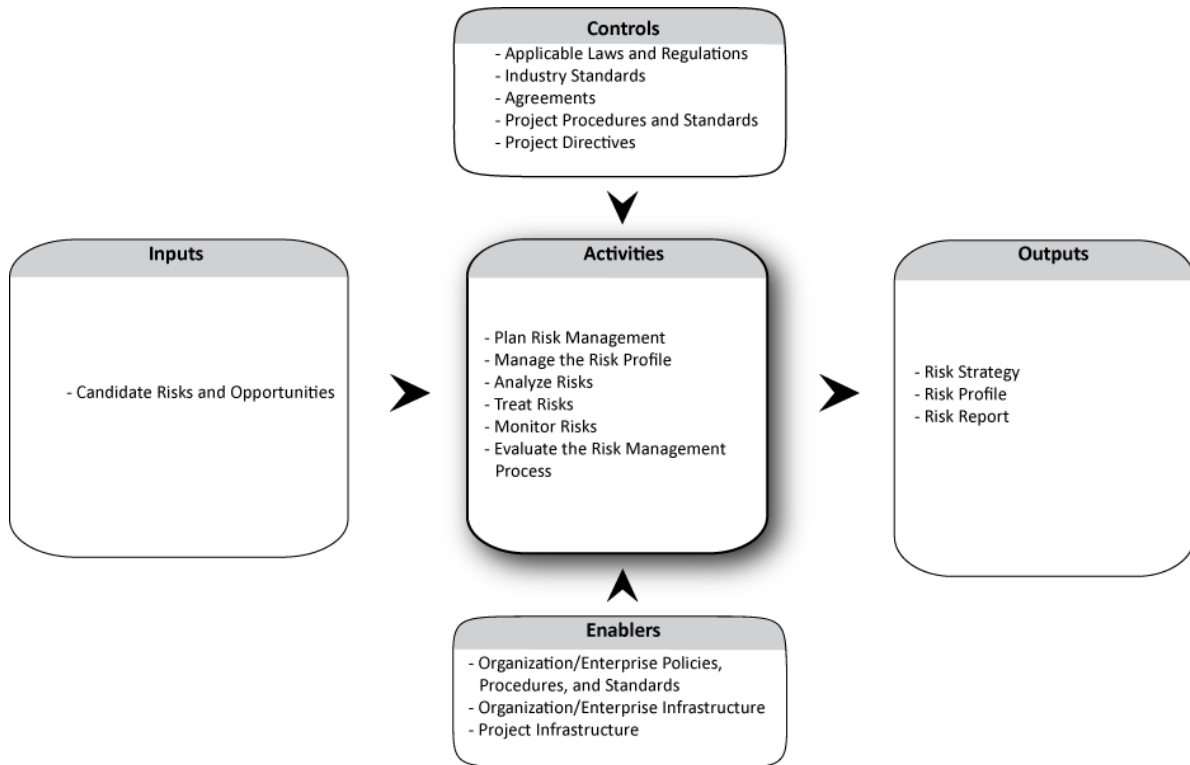 Controls
- Applicable Laws and Regulations
- Industry Standards
- Agreements
- Project Procedures and Standards
- Project Directives
Inputs
- Candidate Risks and Opportunities
Activities
- Plan Risk Management
- Manage the Risk Profile
- Analyze Risks
- Treat Risks
- Monitor Risks
- Evaluate the Risk Management
Process
Outputs
- Risk Strategy
- Risk Profile
- Risk Report
Enablers
- Organization/Enterprise Policies,
Procedures, and Standards
- Organization/Enterprise Infrastructure
- Project Infrastructure